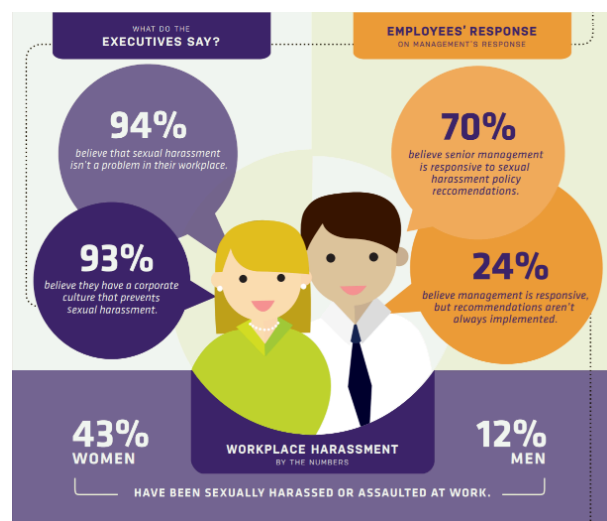 WHAT DO THE
EXECUTIVES SAY?
94%
believe that sexual harassment
isn't a problem in their workplace.
93%
believe they have a corporate
culture that prevents
sexual harassment.
EMPLOYEES' RESPONSE
ON MANAGEMENT'S RESPONSE
70%
believe senior management
is responsive to sexual
harassment policy
reccomendations.
24%
believe management is responsive,
but recommendations aren't
always implemented.
43%
WOMEN
WORKPLACE HARASSMENT
BY THE NUMBERS
12%
MEN
HAVE BEEN SEXUALLY HARASSED OR ASSAULTED AT WORK.